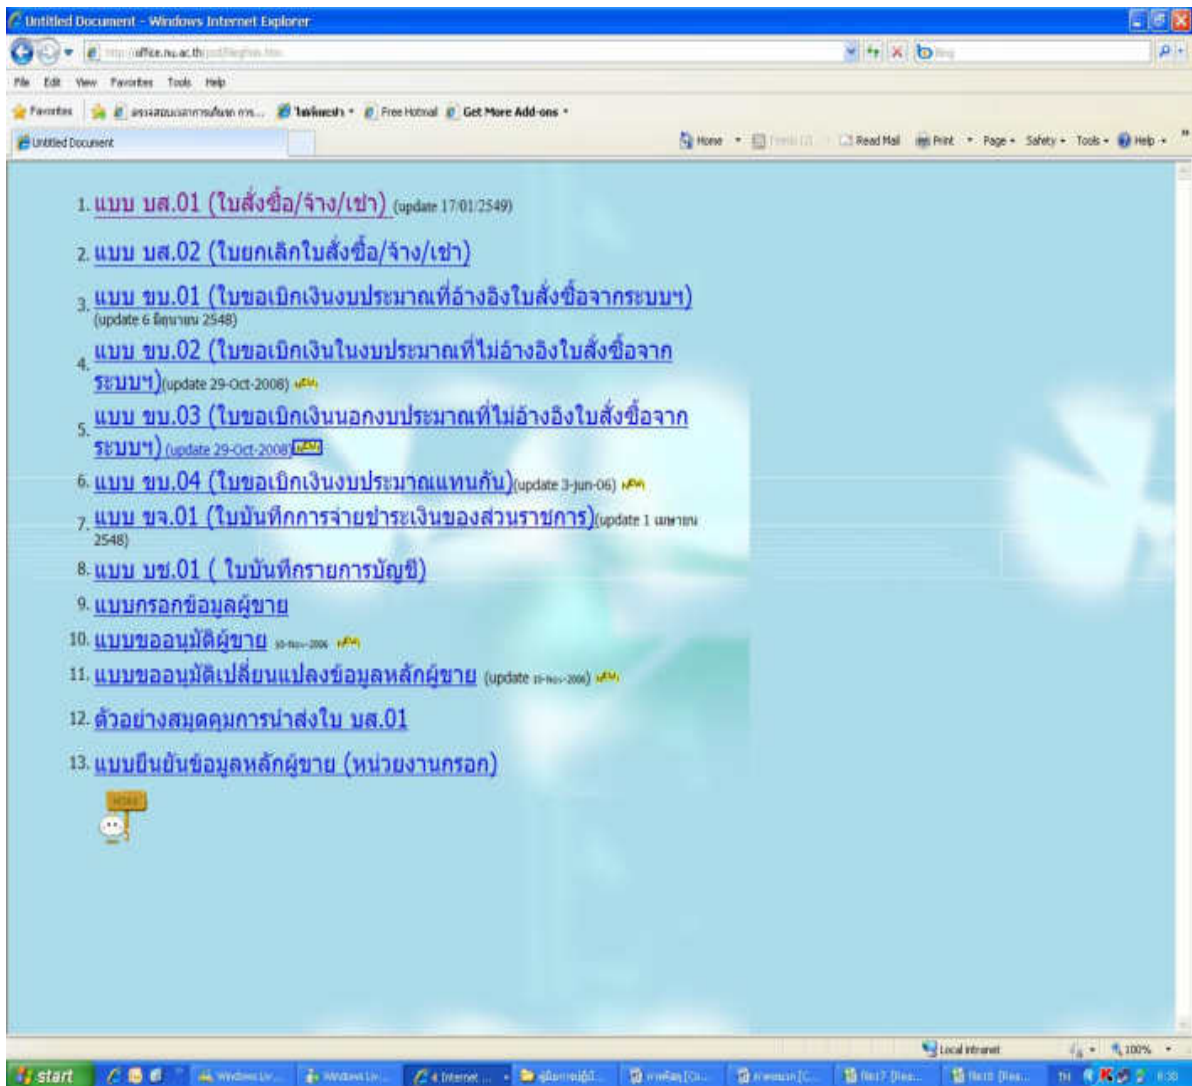 Untitled Document - Windows Internet Explorer
office.nu.ac.th
File Edit View Favorites Tools Help
Favorites Free Hotmail Get More Add-ons
Untitled Document Home Read Mail Print Page Safety Tools Help
1. แบบ บส.01 (ใบสั่งซื้อ/จ้าง/เช่า) (update 17/01/2549)
2. แบบ บส.02 (ใบยกเลิกใบสั่งซื้อ/จ้าง/เช่า)
3. แบบ ขบ.01 (ใบขอเบิกเงินงบประมาณที่อ้างอิงใบสั่งซื้อจากระบบฯ)
(update 6 มิถุนายน 2548)
4. แบบ ขบ.02 (ใบขอเบิกเงินในงบประมาณที่ไม่อ้างอิงใบสั่งซื้อจาก
ระบบฯ)(update 29-Oct-2008) NEW
5. แบบ ขบ.03 (ใบขอเบิกเงินนอกงบประมาณที่ไม่อ้างอิงใบสั่งซื้อจาก
ระบบฯ) (update 29-Oct-2008) NEW
6. แบบ ขบ.04 (ใบขอเบิกเงินงบประมาณแทนกัน)(update 3-jun-06) NEW
7. แบบ ขจ.01 (ใบบันทึกการจ่ายชำระเงินของส่วนราชการ)(update 1 เมษายน
2548)
8. แบบ บช.01 ( ใบบันทึกรายการบัญชี)
9. แบบกรอกข้อมูลผู้ขาย
10. แบบขออนุมัติผู้ขาย 10-Nov-2006 NEW
11. แบบขออนุมัติเปลี่ยนแปลงข้อมูลหลักผู้ขาย (update 10-Nov-2006) NEW
12. ตัวอย่างสมุดคุมการนำส่งใบ บส.01
13. แบบยืนยันข้อมูลหลักผู้ขาย (หน่วยงานกรอก)
Local intranet 100%
start Windows Liv... Windows Liv... 4 Internet ... TH